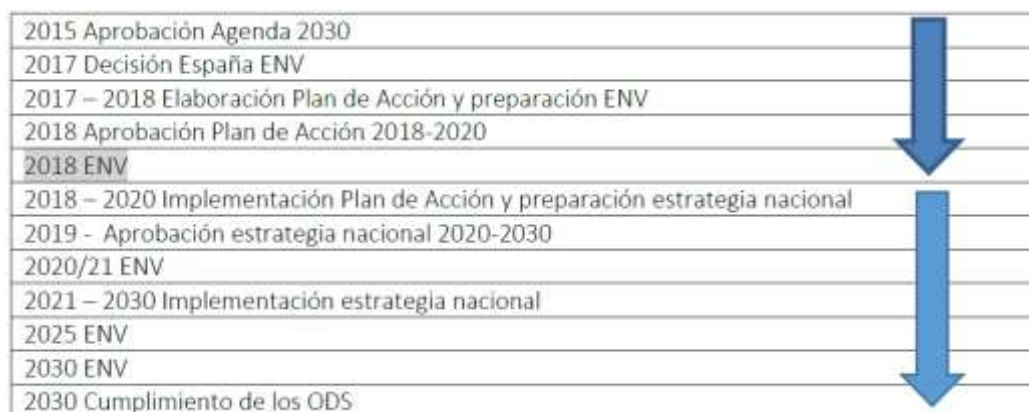 2015 Aprobación Agenda 2030
2017 Decisión España ENV
2017 – 2018 Elaboración Plan de Acción y preparación ENV
2018 Aprobación Plan de Acción 2018-2020
2018 ENV
2018 – 2020 Implementación Plan de Acción y preparación estrategia nacional
2019 - Aprobación estrategia nacional 2020-2030
2020/21 ENV
2021 – 2030 Implementación estrategia nacional
2025 ENV
2030 ENV
2030 Cumplimiento de los ODS